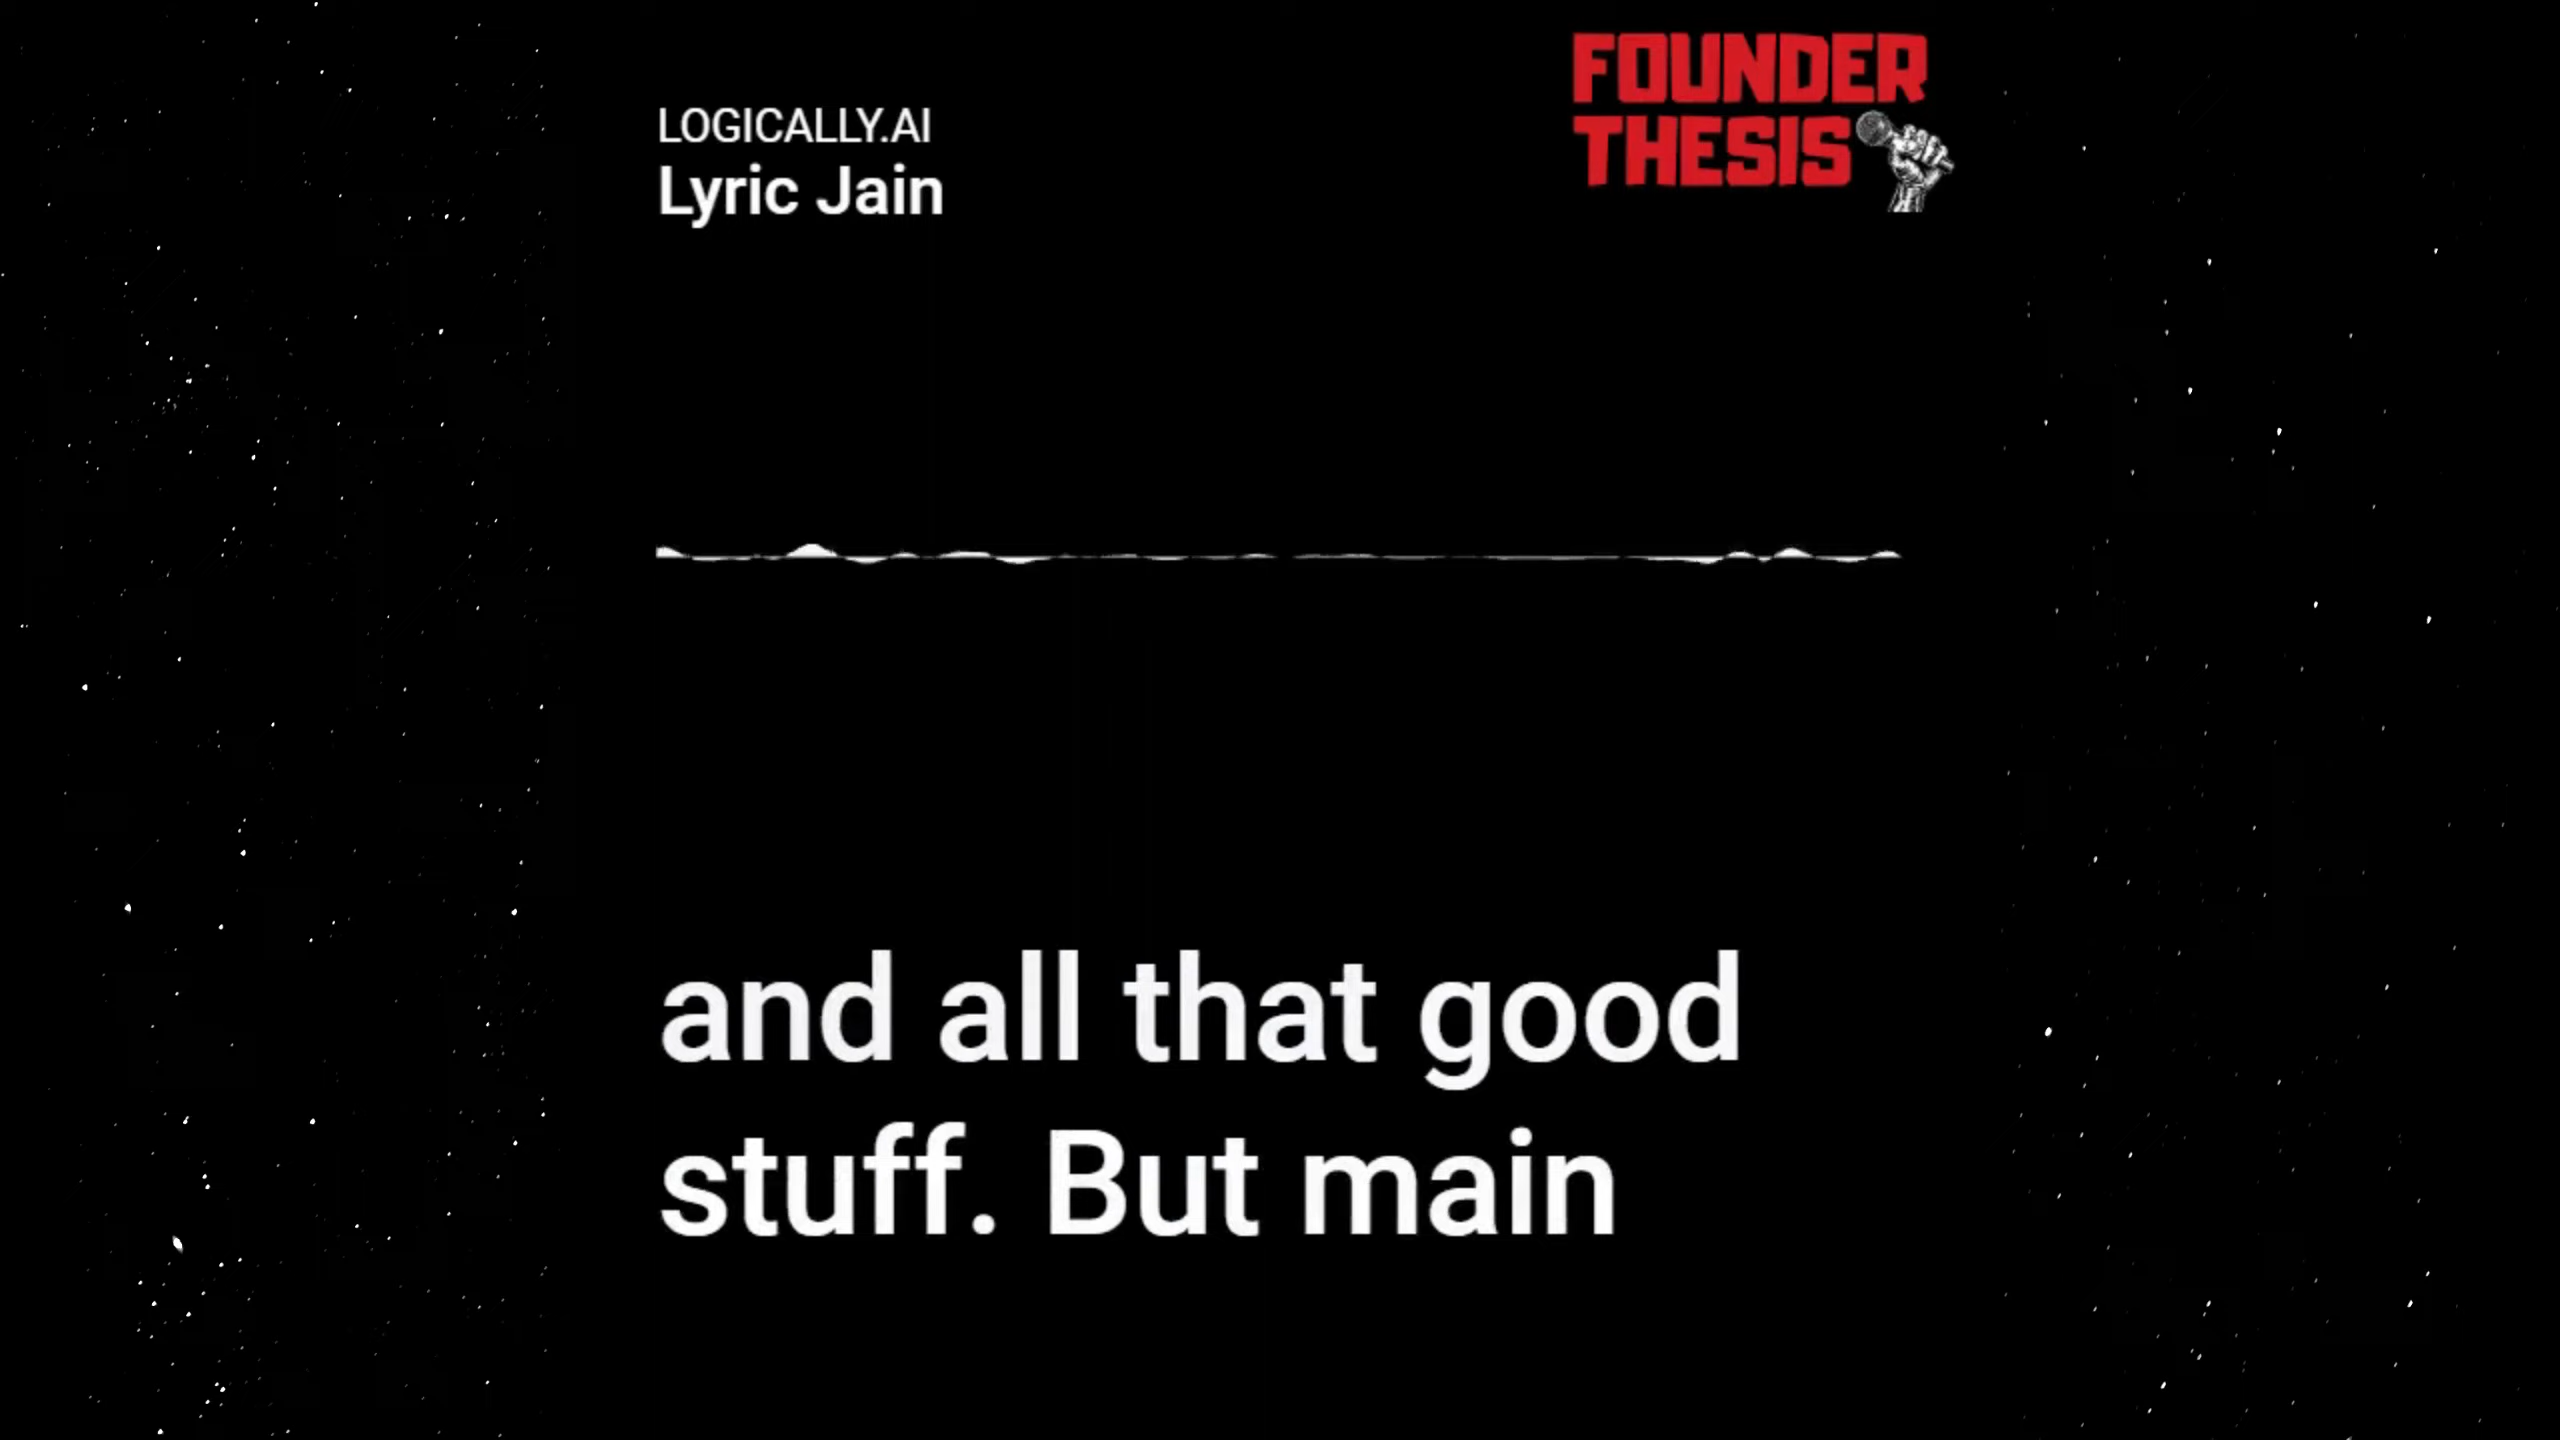 LOGICALLY.AI
Lyric Jain
FOUNDER
THESIS
and all that good
stuff. But main